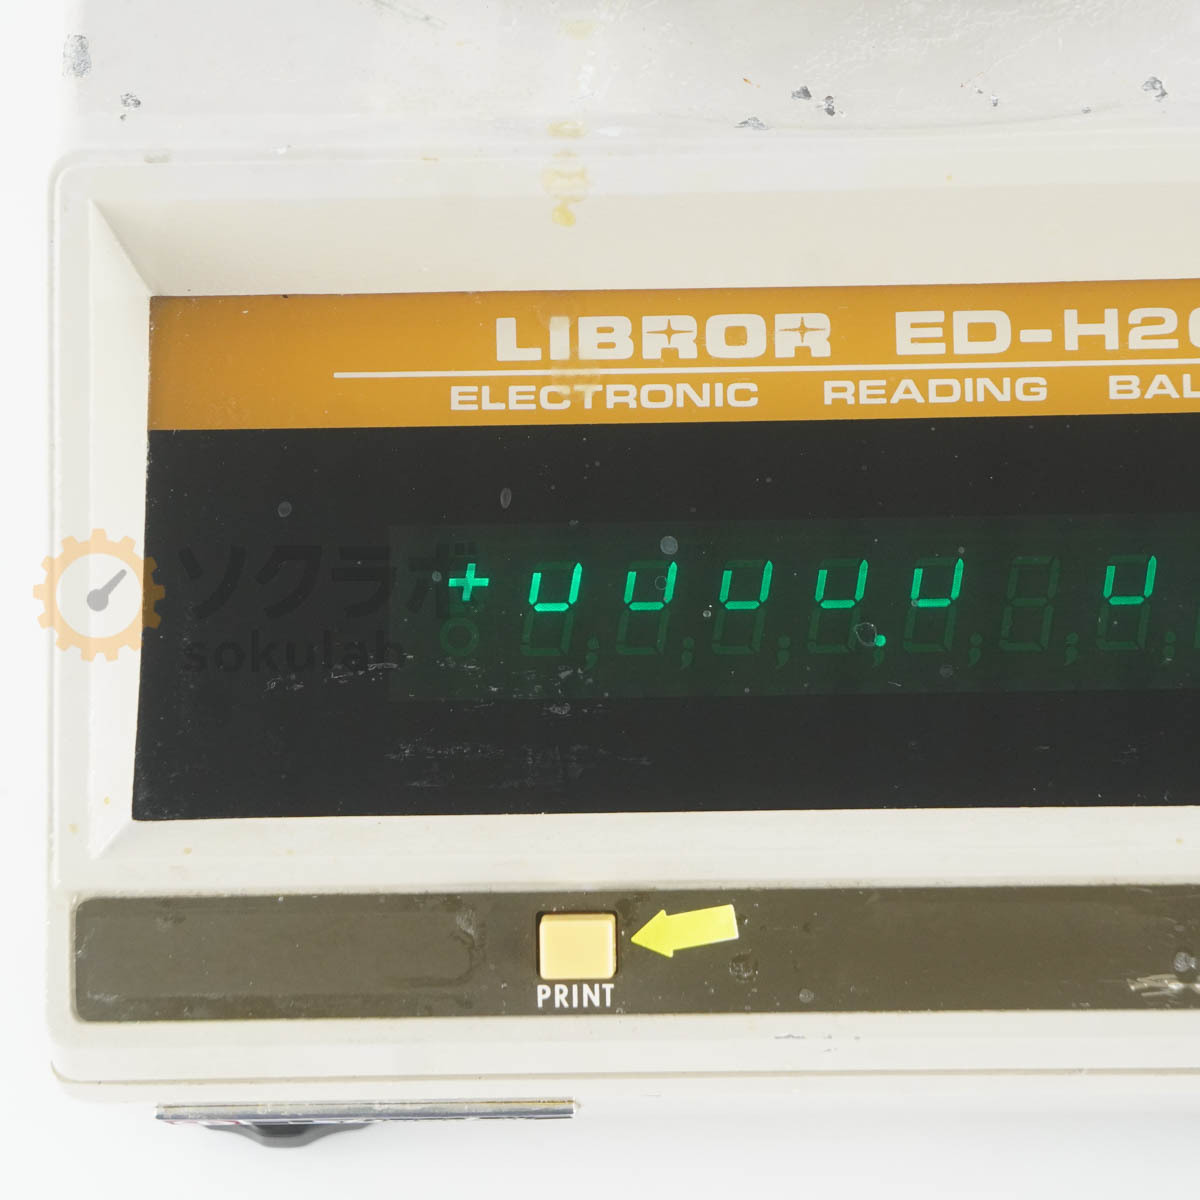 LIBROR ED-H2
ELECTRONIC READING BAL
ソクラボ
sokulab
PRINT